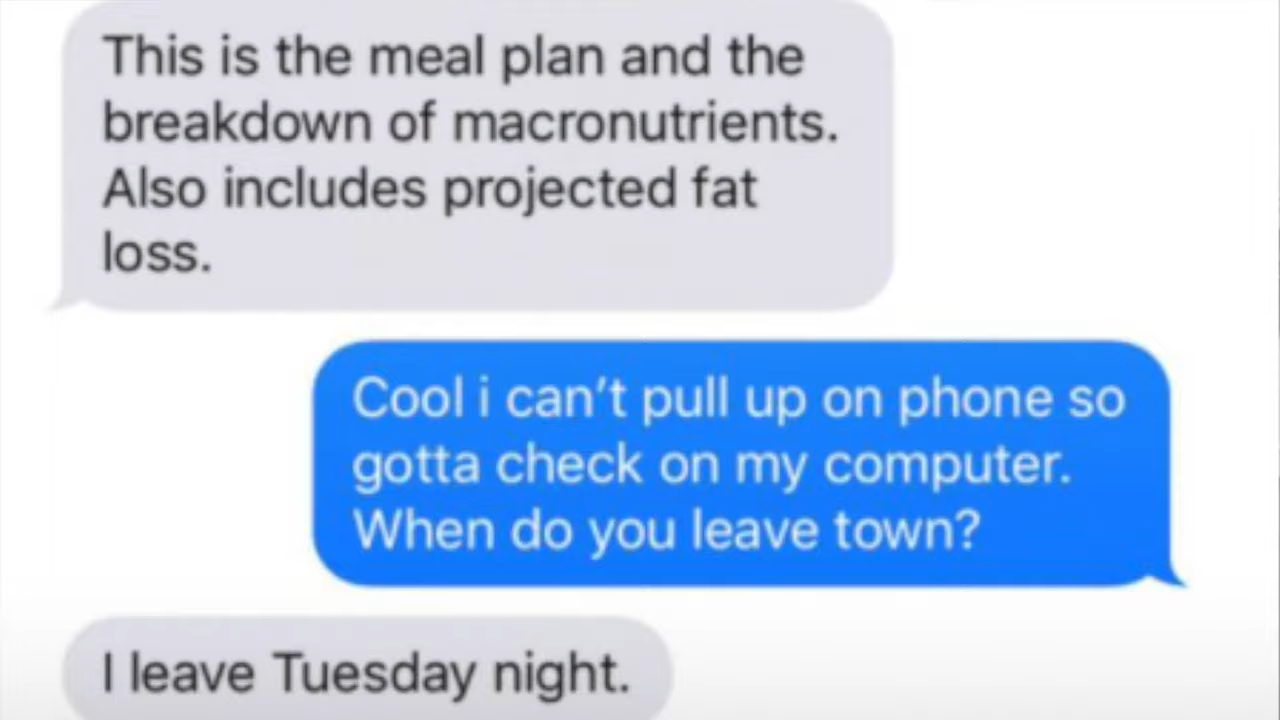 This is the meal plan and the
breakdown of macronutrients.
Also includes projected fat
loss.
Cool i can’t pull up on phone so
gotta check on my computer.
When do you leave town?
I leave Tuesday night.